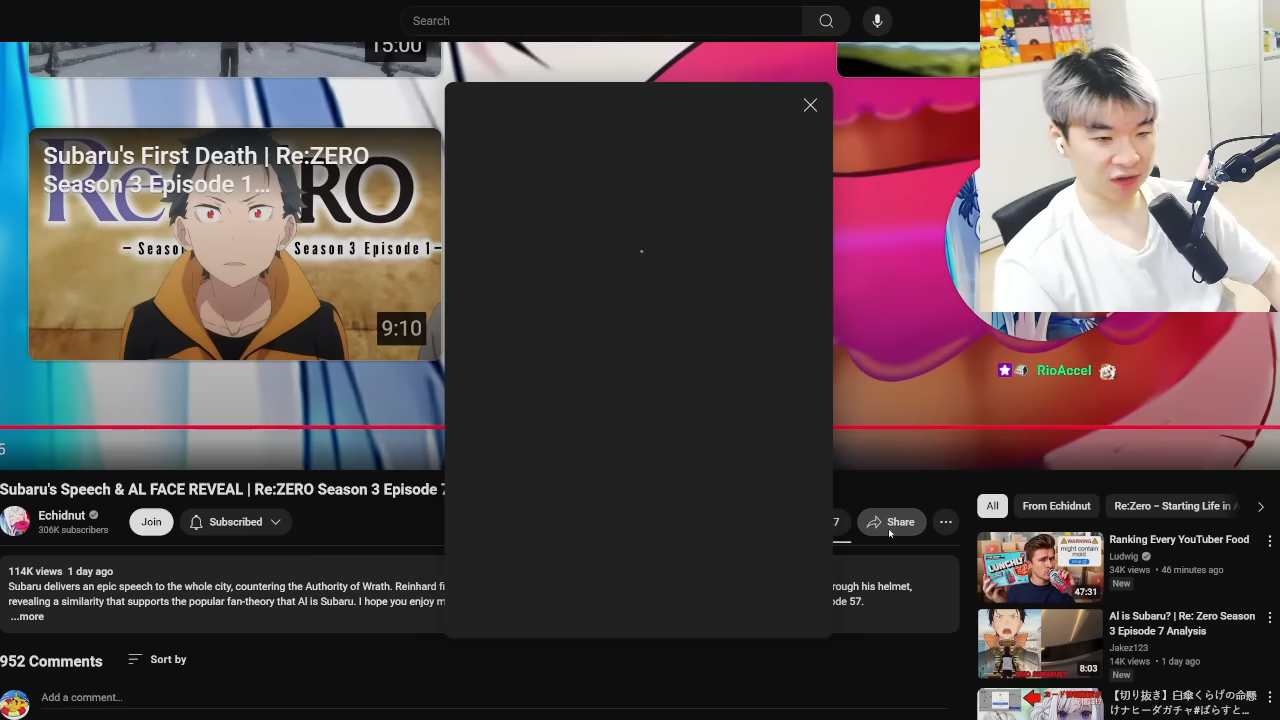 Search
15:00
Subaru's First Death | Re:ZERO
Season 3 Episode 1...
9:10
Season 3 Episode 1
RioAccel
Subaru's Speech & AL FACE REVEAL | Re:ZERO Season 3 Episode 7
Echidnut
306K subscribers
Join
Subscribed
Share
114K views 1 day ago
Subaru delivers an epic speech to the whole city, countering the Authority of Wrath. Reinhard fi
rough his helmet,
revealing a similarity that supports the popular fan-theory that Al is Subaru. I hope you enjoy m
ode 57.
...more
952 Comments
Sort by
Add a comment...
All
From Echidnut
Re:Zero – Starting Life in A
Ranking Every YouTube Food
Ludwig
34K views • 46 minutes ago
New
WARNING
might contain
mold
LUNCHLY
47:31
Al is Subaru? | Re: Zero Season
3 Episode 7 Analysis
Jakez123
14K views • 1 day ago
New
8:03
【切り抜き】白傘くらげの命懸
けナヒーダガチャ#ぱらすと...